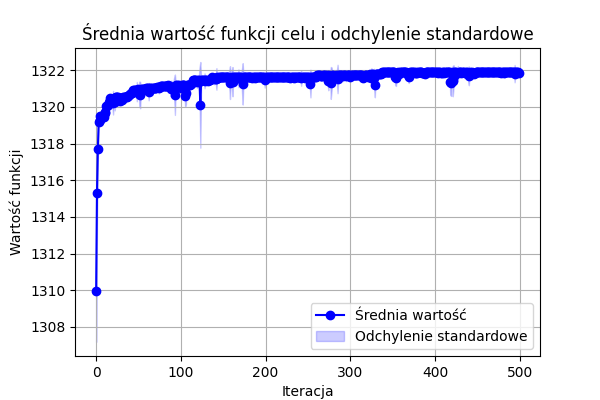 Średnia wartość funkcji celu i odchylenie standardowe
Wartość funkcji
1322
1320
1318
1316
1314
1312
1310
1308
0 100 200 300 400 500
Iteracja
Średnia wartość
Odchylenie standardowe